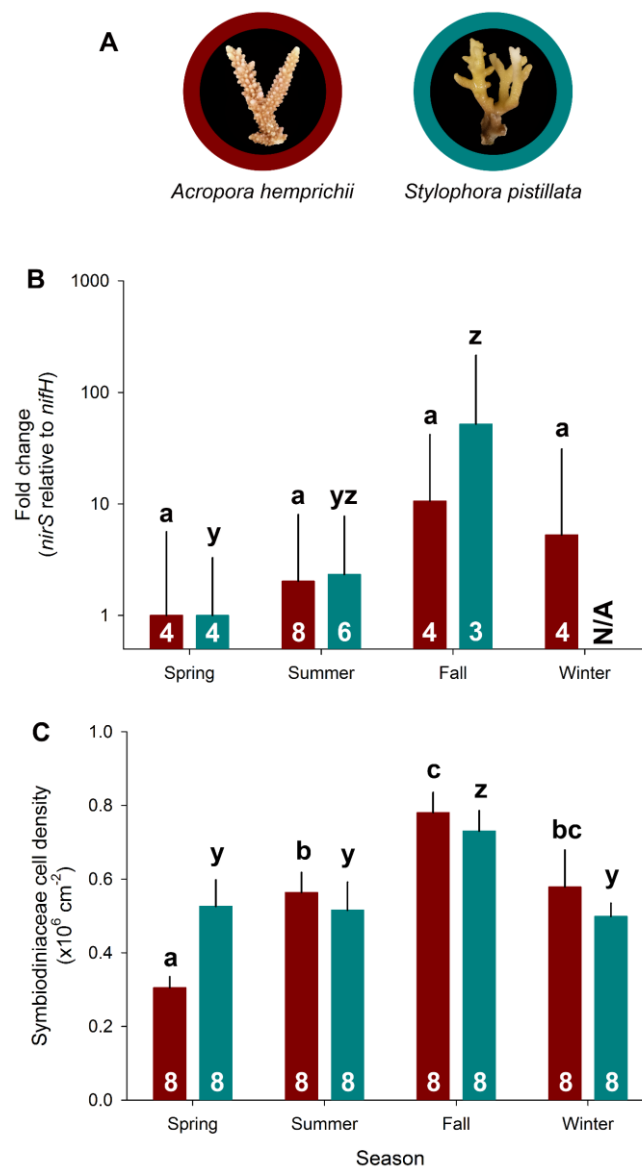 A
Acropora hemprichii
Stylophora pistillata
B
Fold change
(nirS relative to nifH)
1000
100
10
1
a
y
a
yz
a
z
a
N/A
4
4
8
6
4
3
4
Spring
Summer
Fall
Winter
C
Symbiodiniaceae cell density
(x10⁶ cm⁻²)
1.0
0.8
0.6
0.4
0.2
0.0
a
y
b
y
c
z
bc
y
8
8
8
8
8
8
8
8
Spring
Summer
Fall
Winter
Season